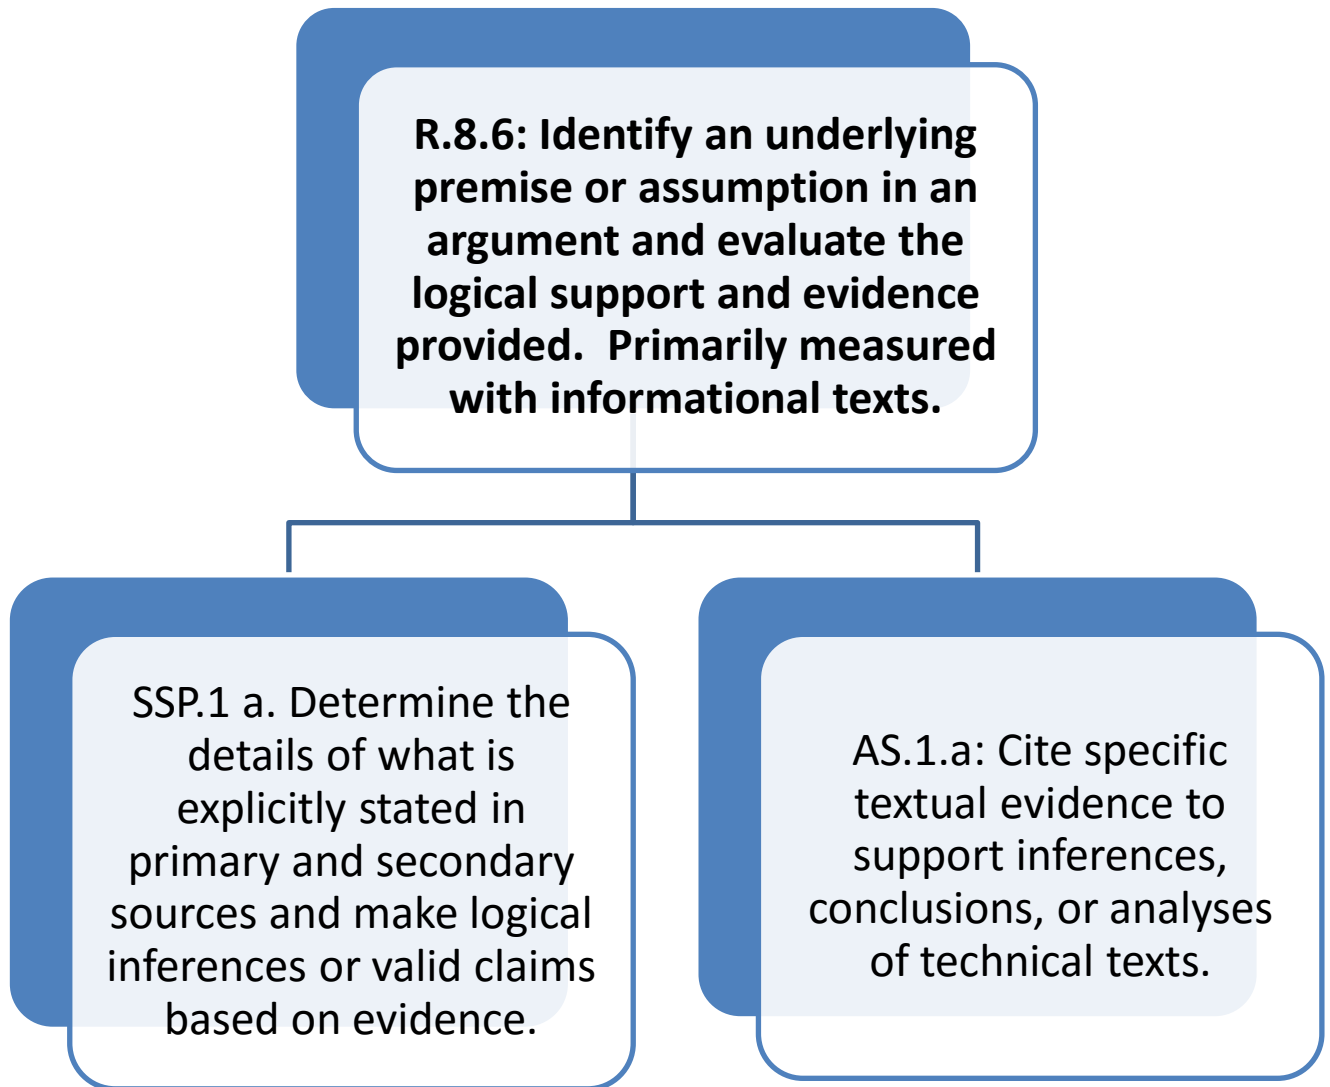 R.8.6: Identify an underlying
premise or assumption in an
argument and evaluate the
logical support and evidence
provided.  Primarily measured
with informational texts.
SSP.1 a. Determine the
details of what is
explicitly stated in
primary and secondary
sources and make logical
inferences or valid claims
based on evidence.
AS.1.a: Cite specific
textual evidence to
support inferences,
conclusions, or analyses
of technical texts.